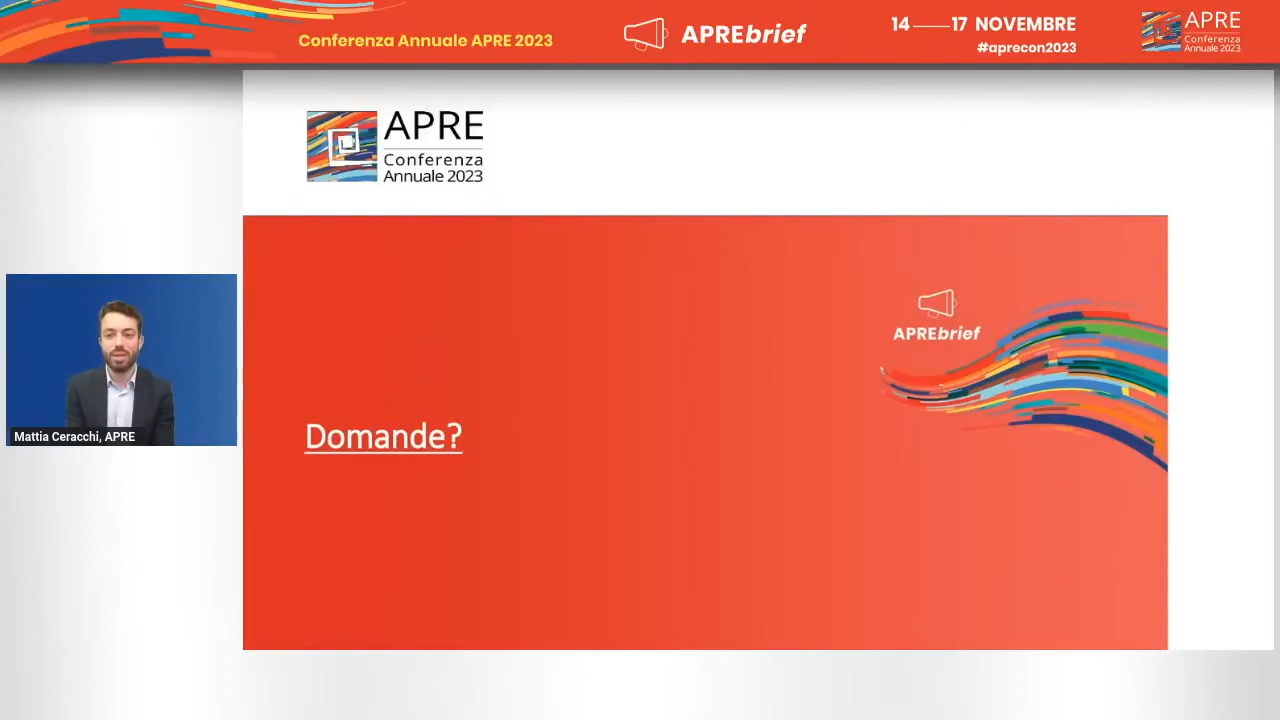 Conferenza Annuale APRE 2023
APREbrief
14 17 NOVEMBRE
#aprecon2023
APRE
Conferenza
Annuale 2023
APRE
Conferenza
Annuale 2023
APREbrief
Domande?
Mattia Ceracchi, APRE